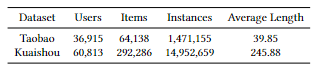 Dataset Users Items Instances Average Length
Taobao 36,915 64,138 1,471,155 39.85
Kuaishou 60,813 292,286 14,952,659 245.88